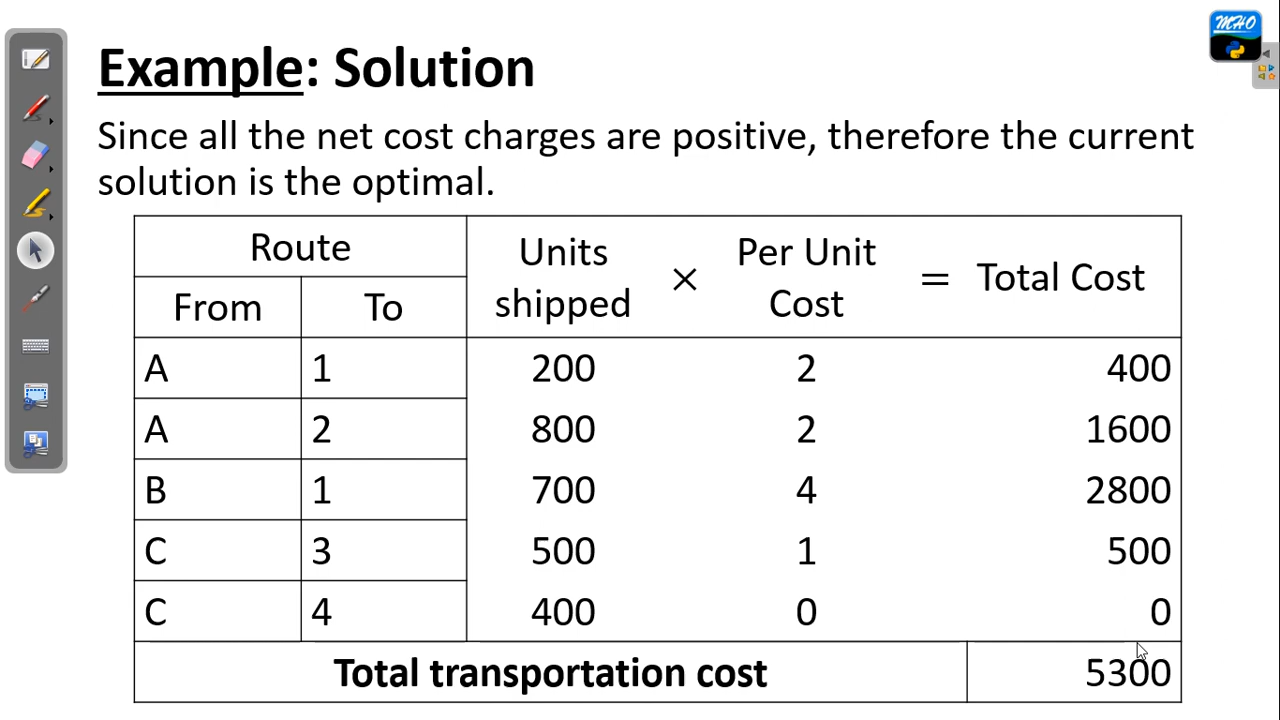 MHO
Example: Solution
Since all the net cost charges are positive, therefore the current
solution is the optimal.
Route Units shipped × Per Unit Cost = Total Cost
From To
A 1 200 2 400
A 2 800 2 1600
B 1 700 4 2800
C 3 500 1 500
C 4 400 0 0
Total transportation cost 5300